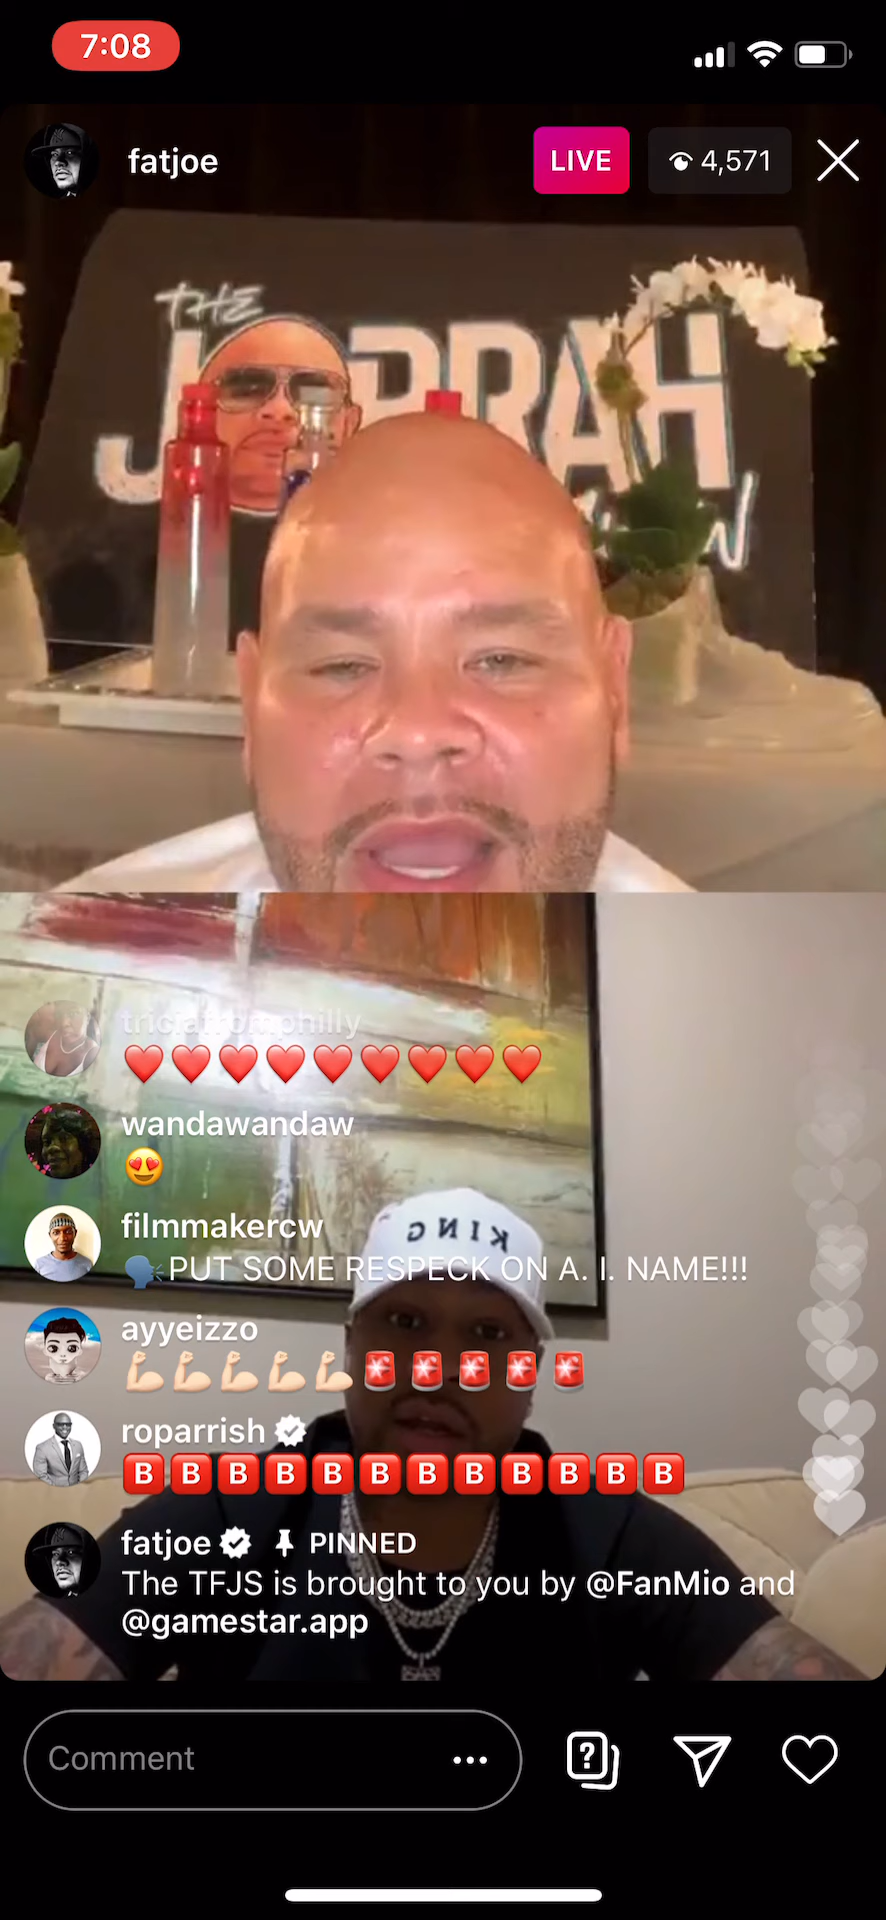 7:08
fatjoe
LIVE
4,571
THE
KING
triciafromphilly
wandawandaw
filmmakercw
PUT SOME RESPECK ON A. I. NAME!!!
ayyeizzo
roparrish
B B B B B B B B B B B B
fatjoe PINNED
The TFJS is brought to you by @FanMio and
@gamestar.app
Comment